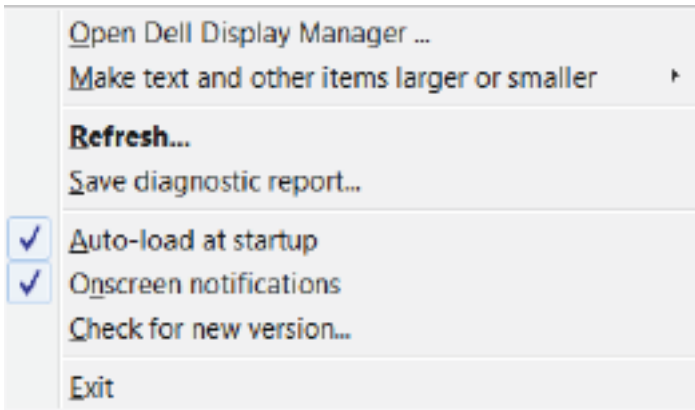 Open Dell Display Manager ...
Make text and other items larger or smaller
Refresh...
Save diagnostic report...
Auto-load at startup
Onscreen notifications
Check for new version...
Exit